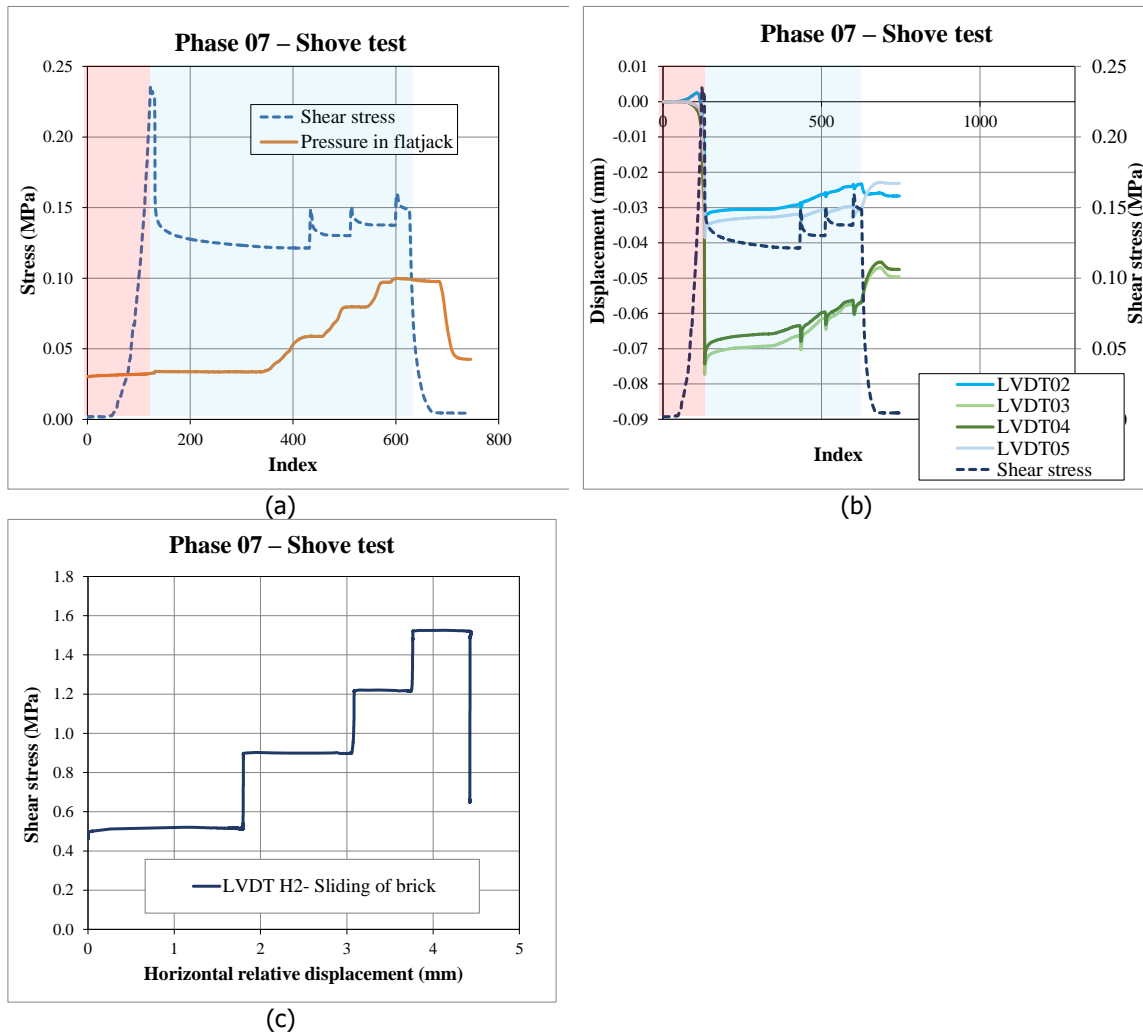 Phase 07 – Shove test
0.25
0.20
0.15
0.10
0.05
0.00
0
200
400
600
800
Stress (MPa)
Index
Shear stress
Pressure in flatjack
(a)
Phase 07 – Shove test
0.01
0.00
-0.01
-0.02
-0.03
-0.04
-0.05
-0.06
-0.07
-0.08
-0.09
0
500
1000
0.25
0.20
0.15
0.10
0.05
Displacement (mm)
Shear stress (MPa)
Index
LVDT02
LVDT03
LVDT04
LVDT05
Shear stress
(b)
Phase 07 – Shove test
1.8
1.6
1.4
1.2
1.0
0.8
0.6
0.4
0.2
0.0
0
1
2
3
4
5
Shear stress (MPa)
LVDT H2- Sliding of brick
Horizontal relative displacement (mm)
(c)